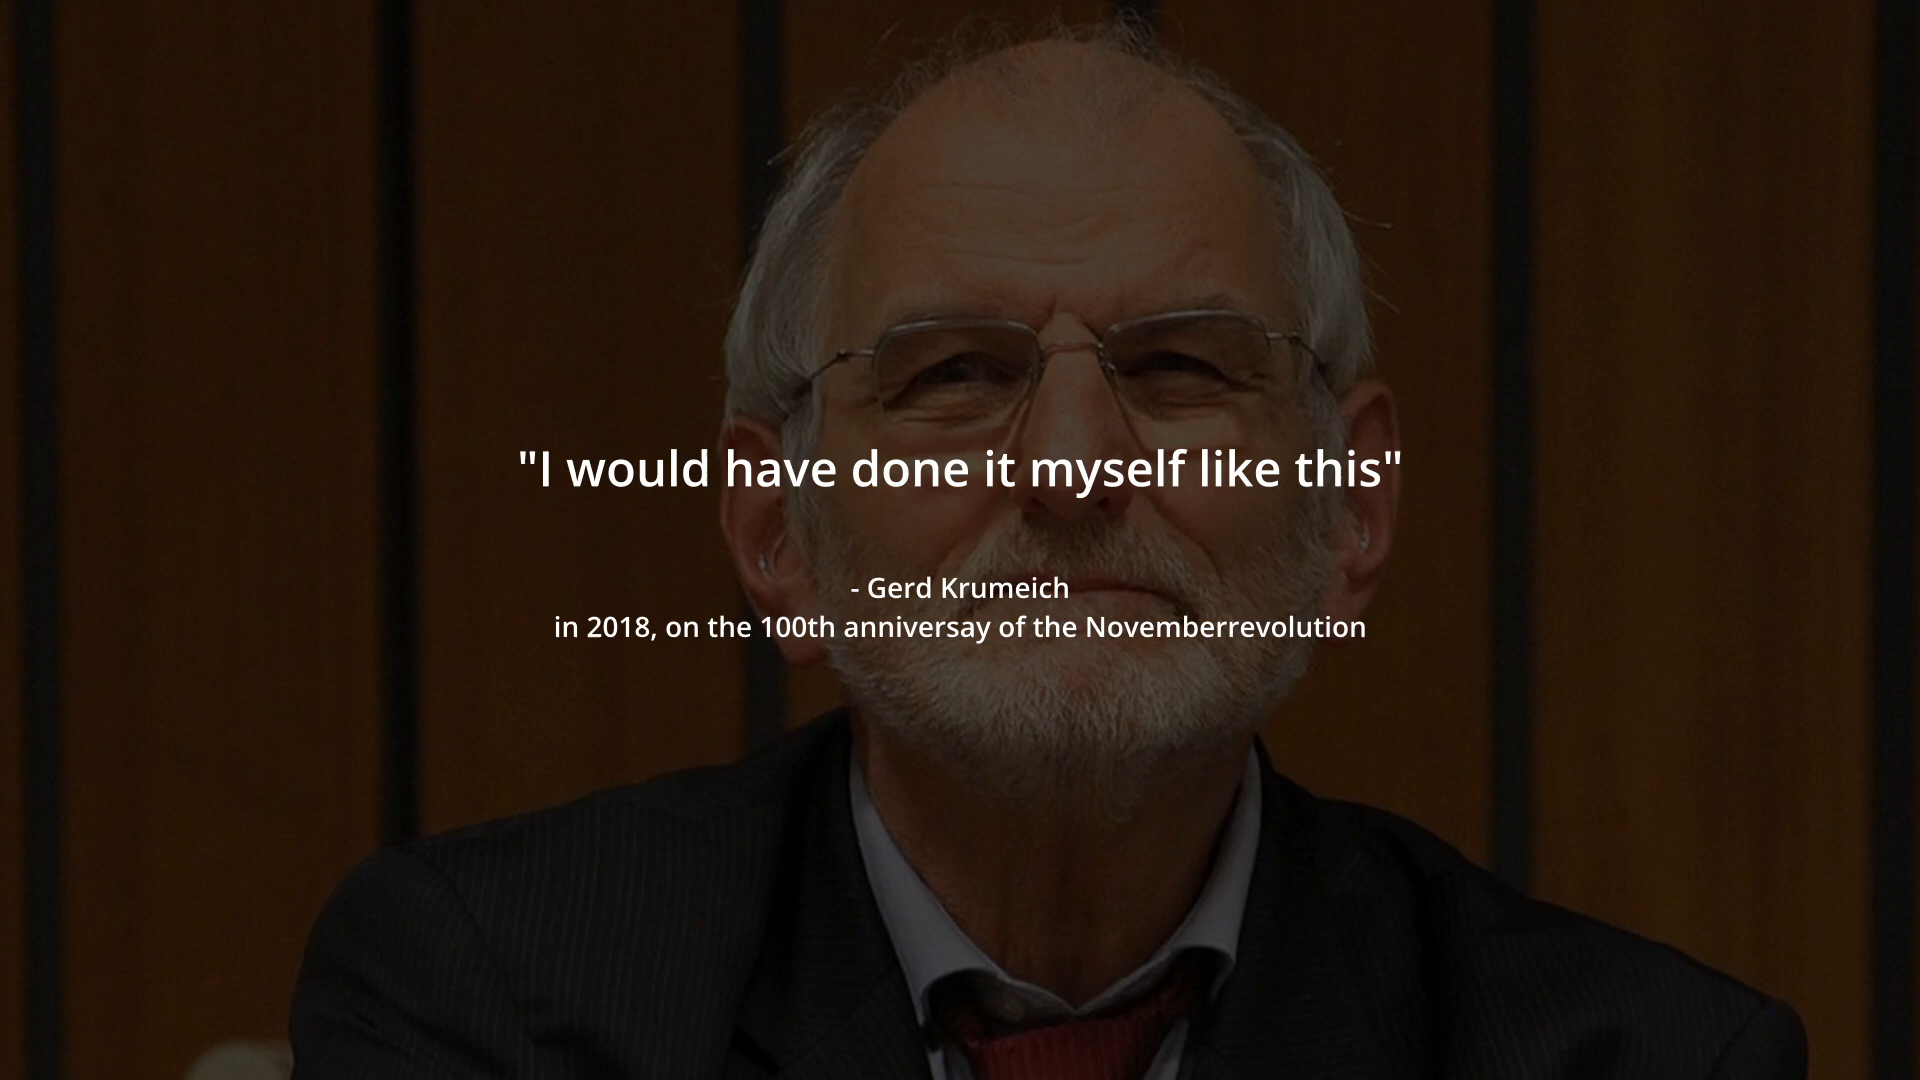 "I would have done it myself like this"
- Gerd Krumeich
in 2018, on the 100th anniversay of the Novemberrevolution